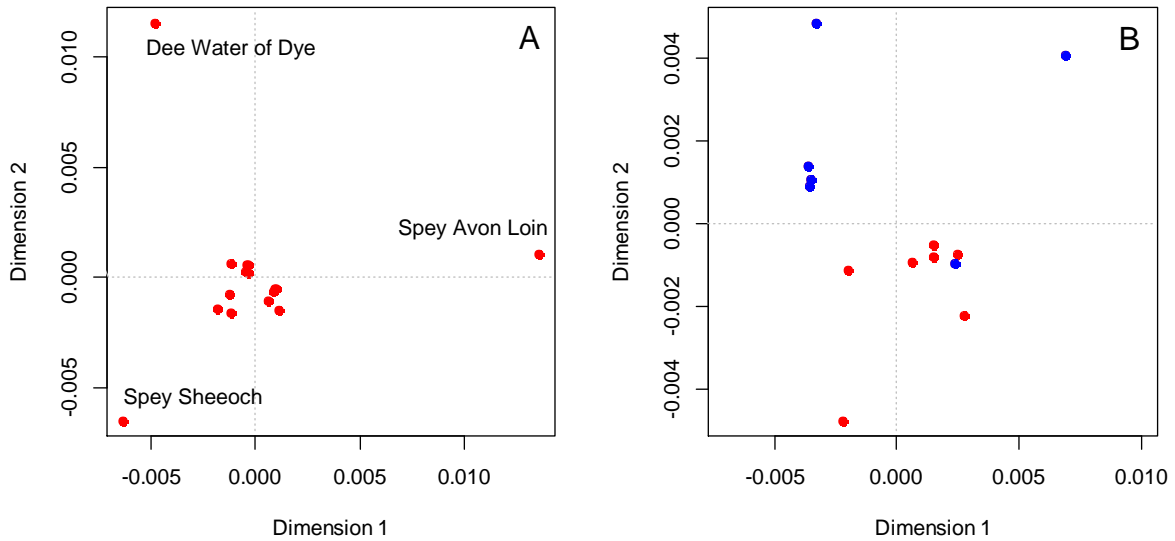 A
Dee Water of Dye
Spey Avon Loin
Spey Sheeoch
0.010
0.005
0.000
-0.005
Dimension 2
-0.005 0.000 0.005 0.010
Dimension 1
B
0.004
0.002
0.000
-0.002
-0.004
Dimension 2
-0.005 0.000 0.005 0.010
Dimension 1